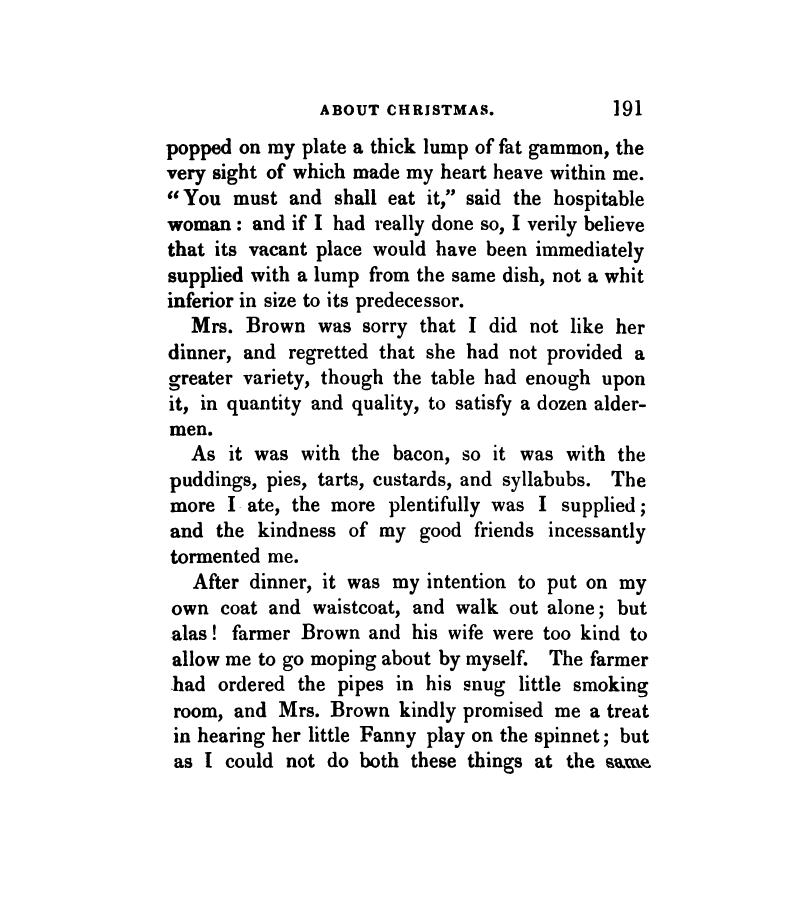 ABOUT CHRISTMAS. 191
popped on my plate a thick lump of fat gammon, the
very sight of which made my heart heave within me.
“You must and shall eat it,” said the hospitable
woman : and if I had really done so, I verily believe
that its vacant place would have been immediately
supplied with a lump from the same dish, not a whit
inferior in size to its predecessor.
Mrs. Brown was sorry that I did not like her
dinner, and regretted that she had not provided a
greater variety, though the table had enough upon
it, in quantity and quality, to satisfy a dozen alder-
men.
As it was with the bacon, so it was with the
puddings, pies, tarts, custards, and syllabubs. The
more I ate, the more plentifully was I supplied ;
and the kindness of my good friends incessantly
tormented me.
After dinner, it was my intention to put on my
own coat and waistcoat, and walk out alone ; but
alas ! farmer Brown and his wife were too kind to
allow me to go moping about by myself. The farmer
had ordered the pipes in his snug little smoking
room, and Mrs. Brown kindly promised me a treat
in hearing her little Fanny play on the spinnet ; but
as I could not do both these things at the same